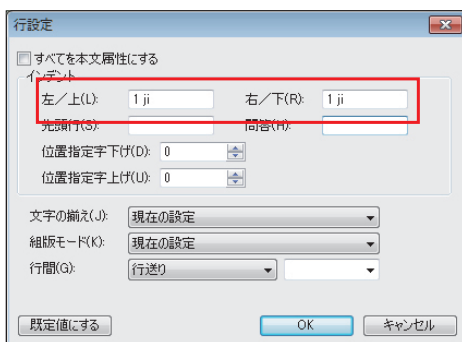 行設定
すべてを本文属性にする
インデント
左／上(L): 1 ji 右／下(R): 1 ji
先頭行(S): 問答(H):
位置指定字下げ(D): 0
位置指定字上げ(U): 0
文字の揃え(J): 現在の設定
組版モード(K): 現在の設定
行間(G): 行送り
既定値にする OK キャンセル